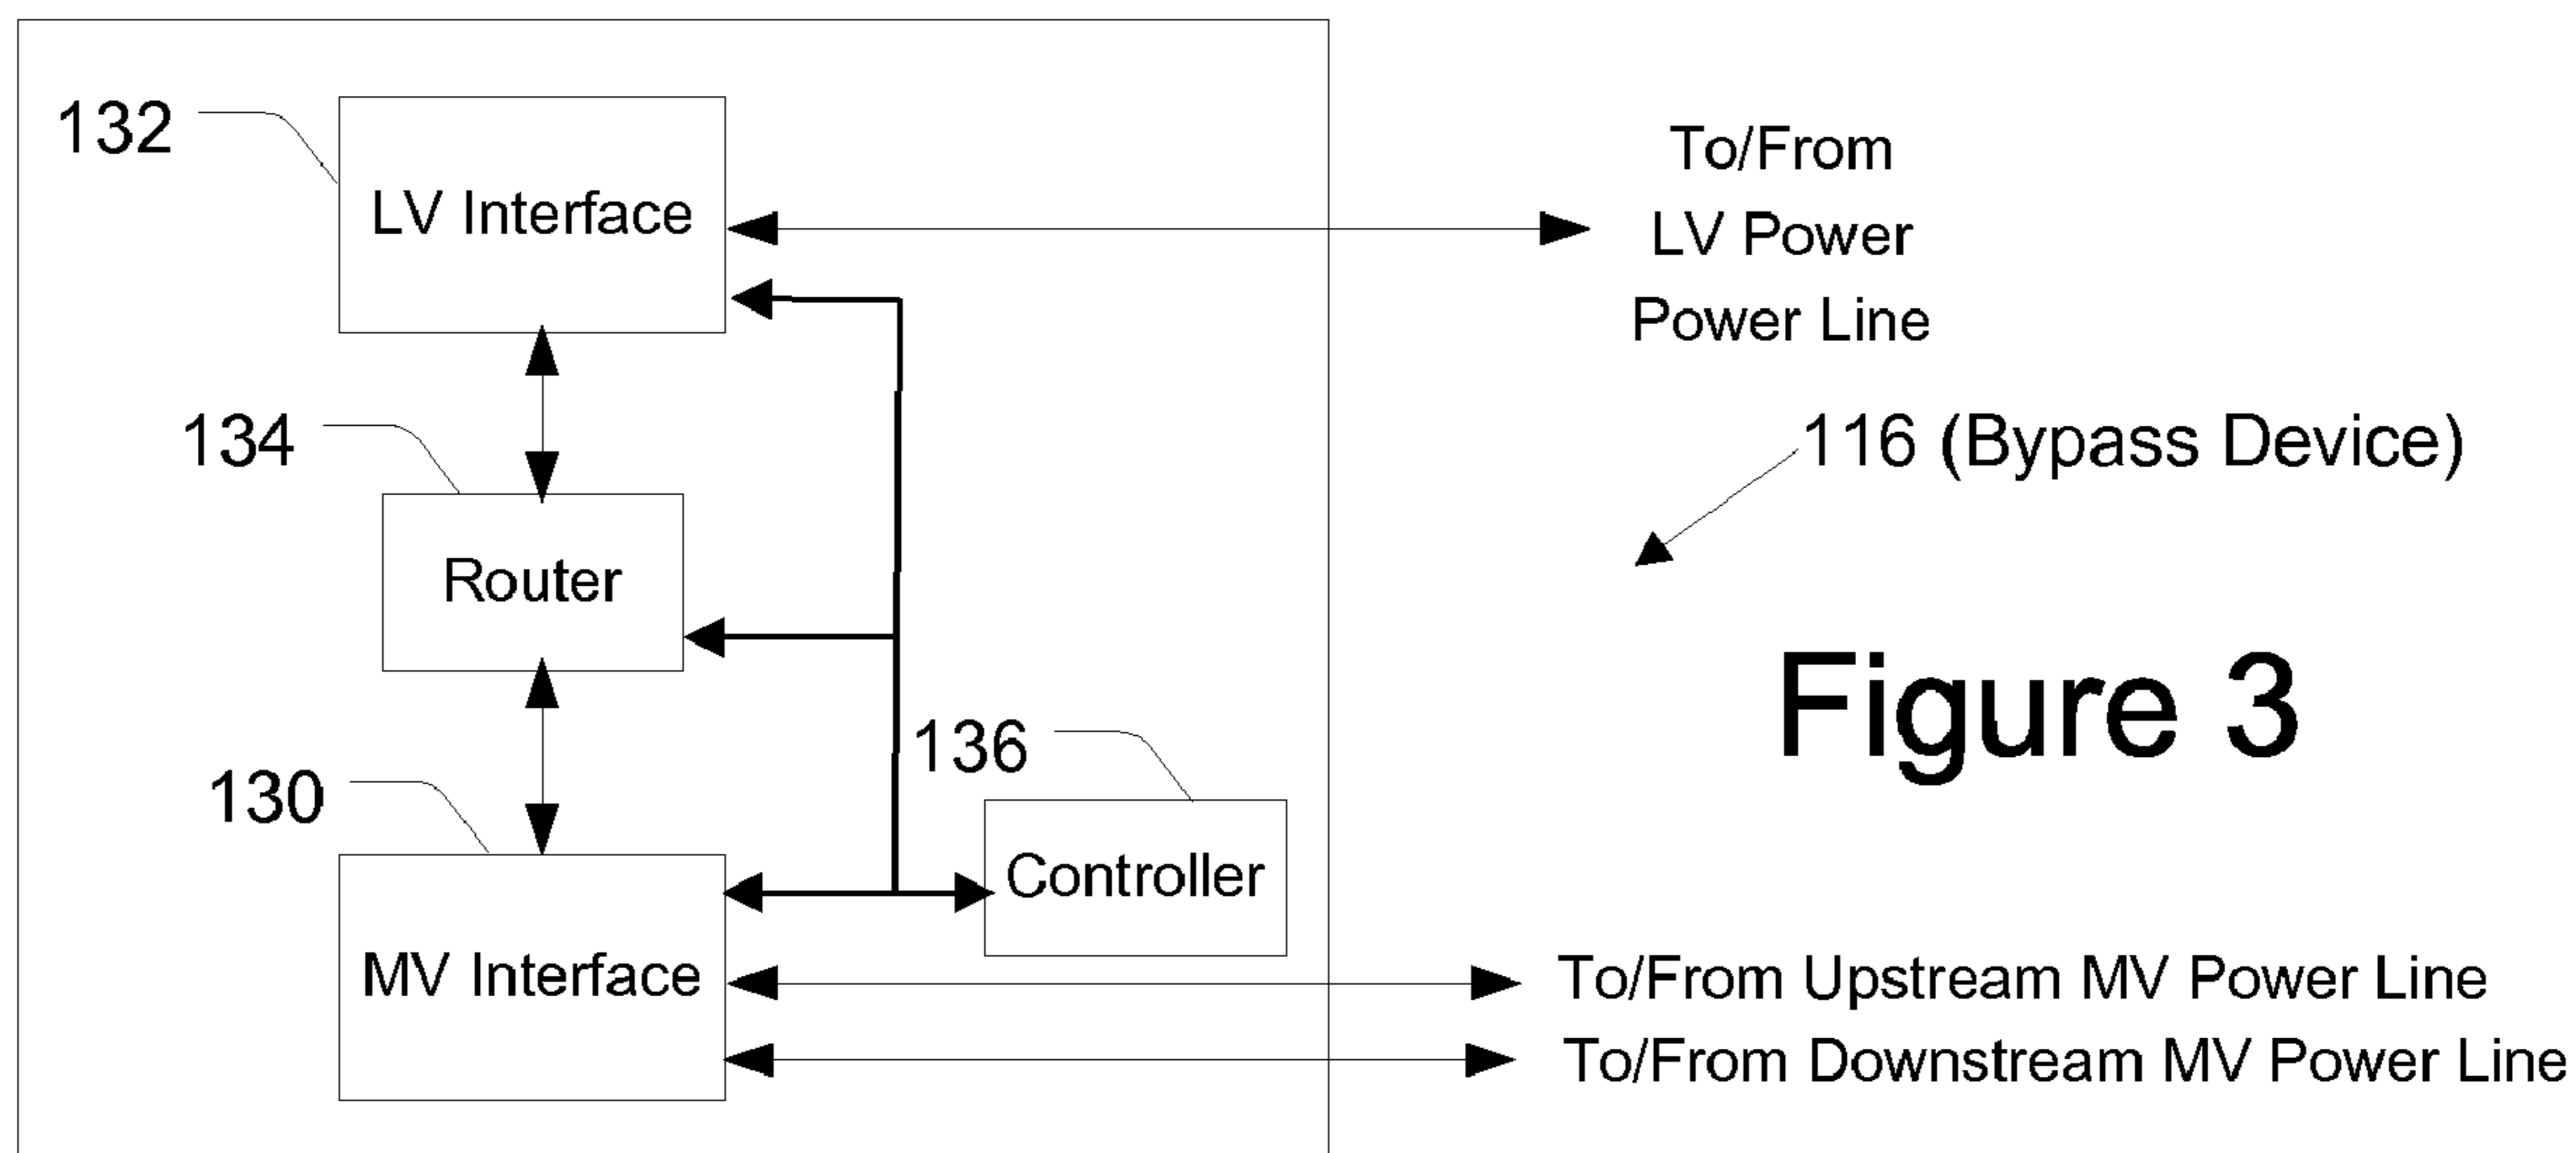 132
LV Interface
To/From
LV Power
Power Line
134
Router
116 (Bypass Device)
Figure 3
136
130
Controller
MV Interface
To/From Upstream MV Power Line
To/From Downstream MV Power Line